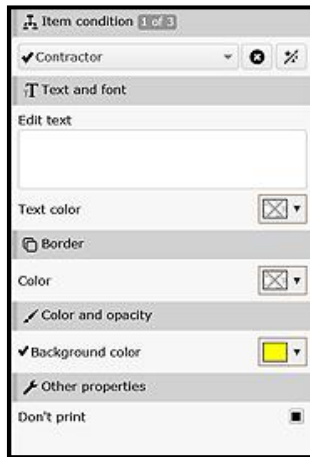 Item condition 1 of 3
Contractor
Text and font
Edit text
Text color
Border
Color
Color and opacity
Background color
Other properties
Don't print